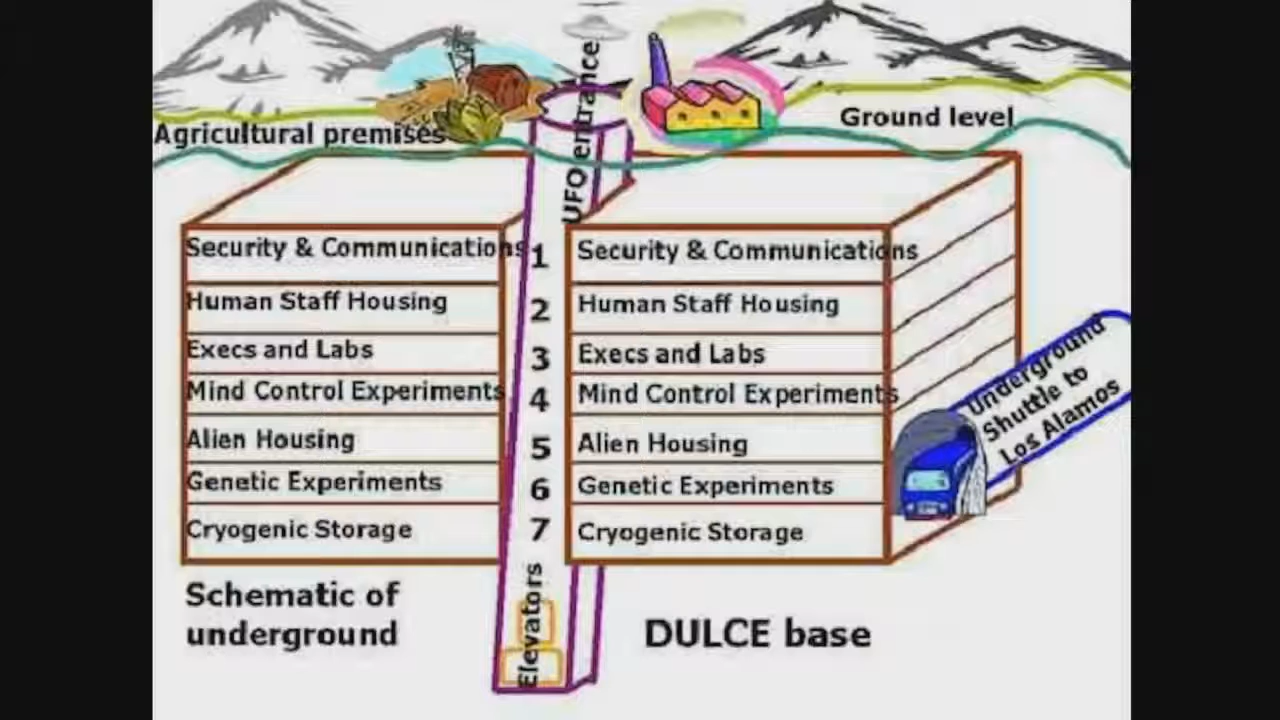 UFO entrance
Agricultural premises
Ground level
Security & Communications
1
Security & Communications
Human Staff Housing
2
Human Staff Housing
Execs and Labs
3
Execs and Labs
Mind Control Experiments
4
Mind Control Experiments
Alien Housing
5
Alien Housing
Genetic Experiments
6
Genetic Experiments
Cryogenic Storage
7
Cryogenic Storage
Underground
Shuttle to
Los Alamos
Elevators
Schematic of
underground
DULCE base